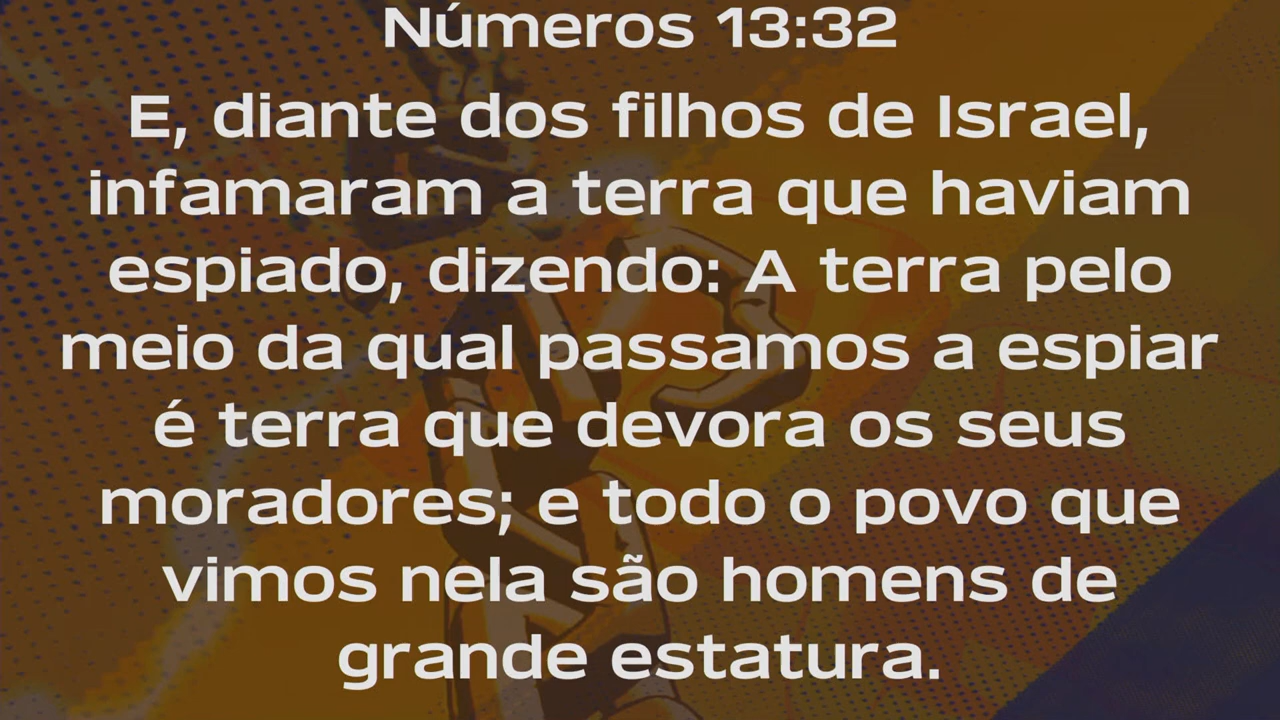 Números 13:32
E, diante dos filhos de Israel,
infamaram a terra que haviam
espiado, dizendo: A terra pelo
meio da qual passamos a espiar
é terra que devora os seus
moradores; e todo o povo que
vimos nela são homens de
grande estatura.